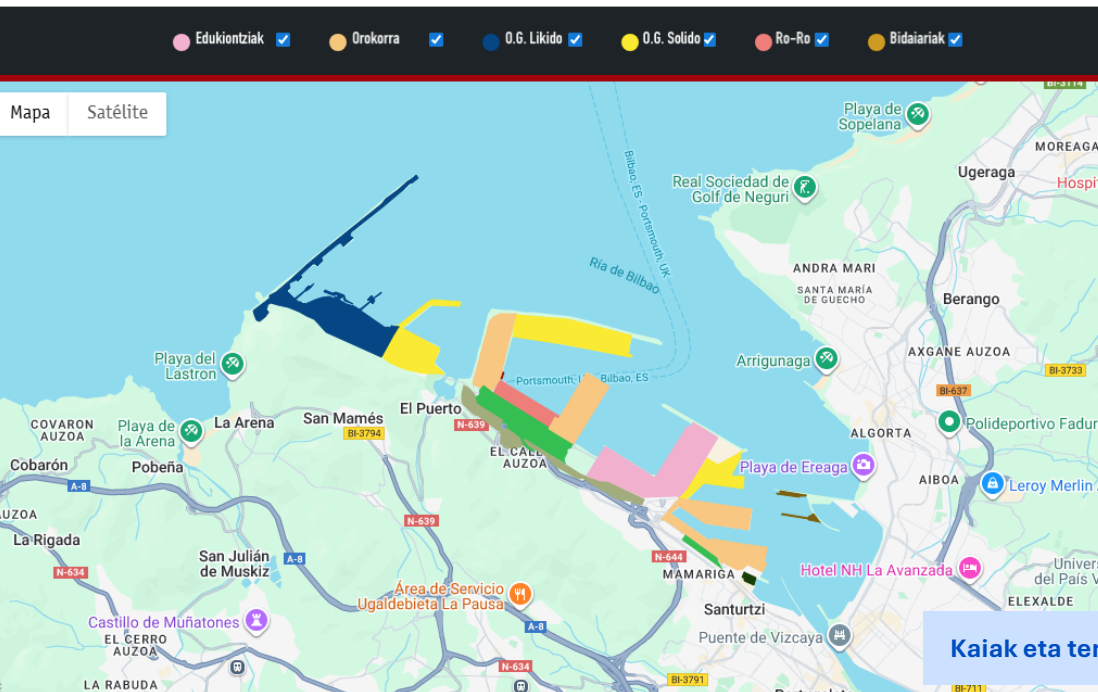 Edukiontziak
Orokorra
O.G. Likido
O.G. Solido
Ro-Ro
Bidaiariak
Mapa
Satélite
BI-3114
Playa de
Sopelana
MOREAGA
Ugeraga
Real Sociedad de
Golf de Neguri
Hospi
Bilbao, ES - Portsmouth, UK
Ría de Bilbao
ANDRA MARI
SANTA MARÍA
DE GUECHO
Berango
AXGANE AUZOA
Arrigunaga
BI-3733
BI-637
Playa del
Lastron
Portsmouth, U
Bilbao, ES
El Puerto
N-639
San Mamés
BI-3794
La Arena
Playa de
la Arena
COVARON
AUZOA
Cobarón
Pobeña
A-8
EL CALE
AUZOA
Polideportivo Fadur
ALGORTA
Playa de Ereaga
AIBOA
Leroy Merlin
AUZOA
La Rigada
N-639
N-634
San Julián
de Muskiz
A-8
N-644
MAMARIGA
Hotel NH La Avanzada
Univers
del País V
ELEXALDE
Área de Servicio
Ugaldebieta La Pausa
A-8
Santurtzi
Puente de Vizcaya
Castillo de Muñatones
EL CERRO
AUZOA
LA RABUDA
N-634
BI-3791
BI-711
Kaiak eta ter